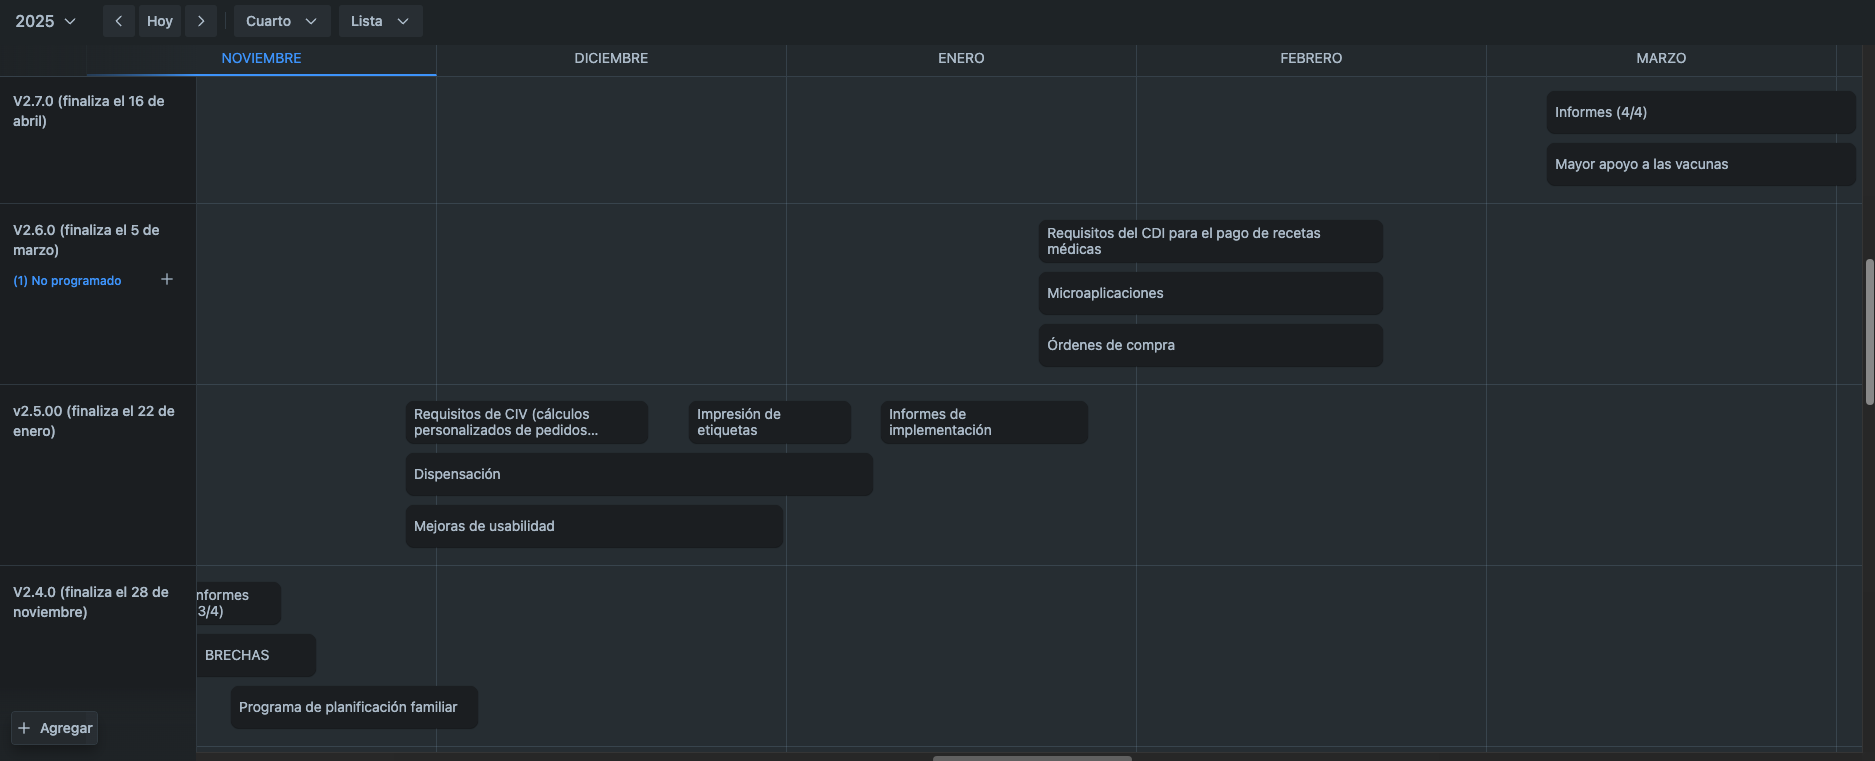 2025
Hoy
Cuarto
Lista
NOVIEMBRE
DICIEMBRE
ENERO
FEBRERO
MARZO
V2.7.0 (finaliza el 16 de
abril)
Informes (4/4)
Mayor apoyo a las vacunas
V2.6.0 (finaliza el 5 de
marzo)
(1) No programado
Requisitos del CDI para el pago de recetas
médicas
Microaplicaciones
Órdenes de compra
v2.5.00 (finaliza el 22 de
enero)
Requisitos de CIV (cálculos
personalizados de pedidos...
Impresión de
etiquetas
Informes de
implementación
Dispensación
Mejoras de usabilidad
V2.4.0 (finaliza el 28 de
noviembre)
nformes
3/4)
BRECHAS
Programa de planificación familiar
Agregar